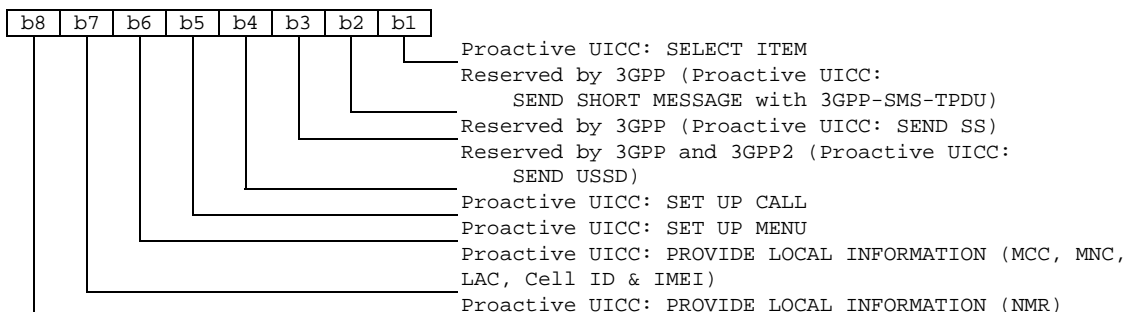 b8 b7 b6 b5 b4 b3 b2 b1
Proactive UICC: SELECT ITEM
Reserved by 3GPP (Proactive UICC:
SEND SHORT MESSAGE with 3GPP-SMS-TPDU)
Reserved by 3GPP (Proactive UICC: SEND SS)
Reserved by 3GPP and 3GPP2 (Proactive UICC:
SEND USSD)
Proactive UICC: SET UP CALL
Proactive UICC: SET UP MENU
Proactive UICC: PROVIDE LOCAL INFORMATION (MCC, MNC,
LAC, Cell ID & IMEI)
Proactive UICC: PROVIDE LOCAL INFORMATION (NMR)